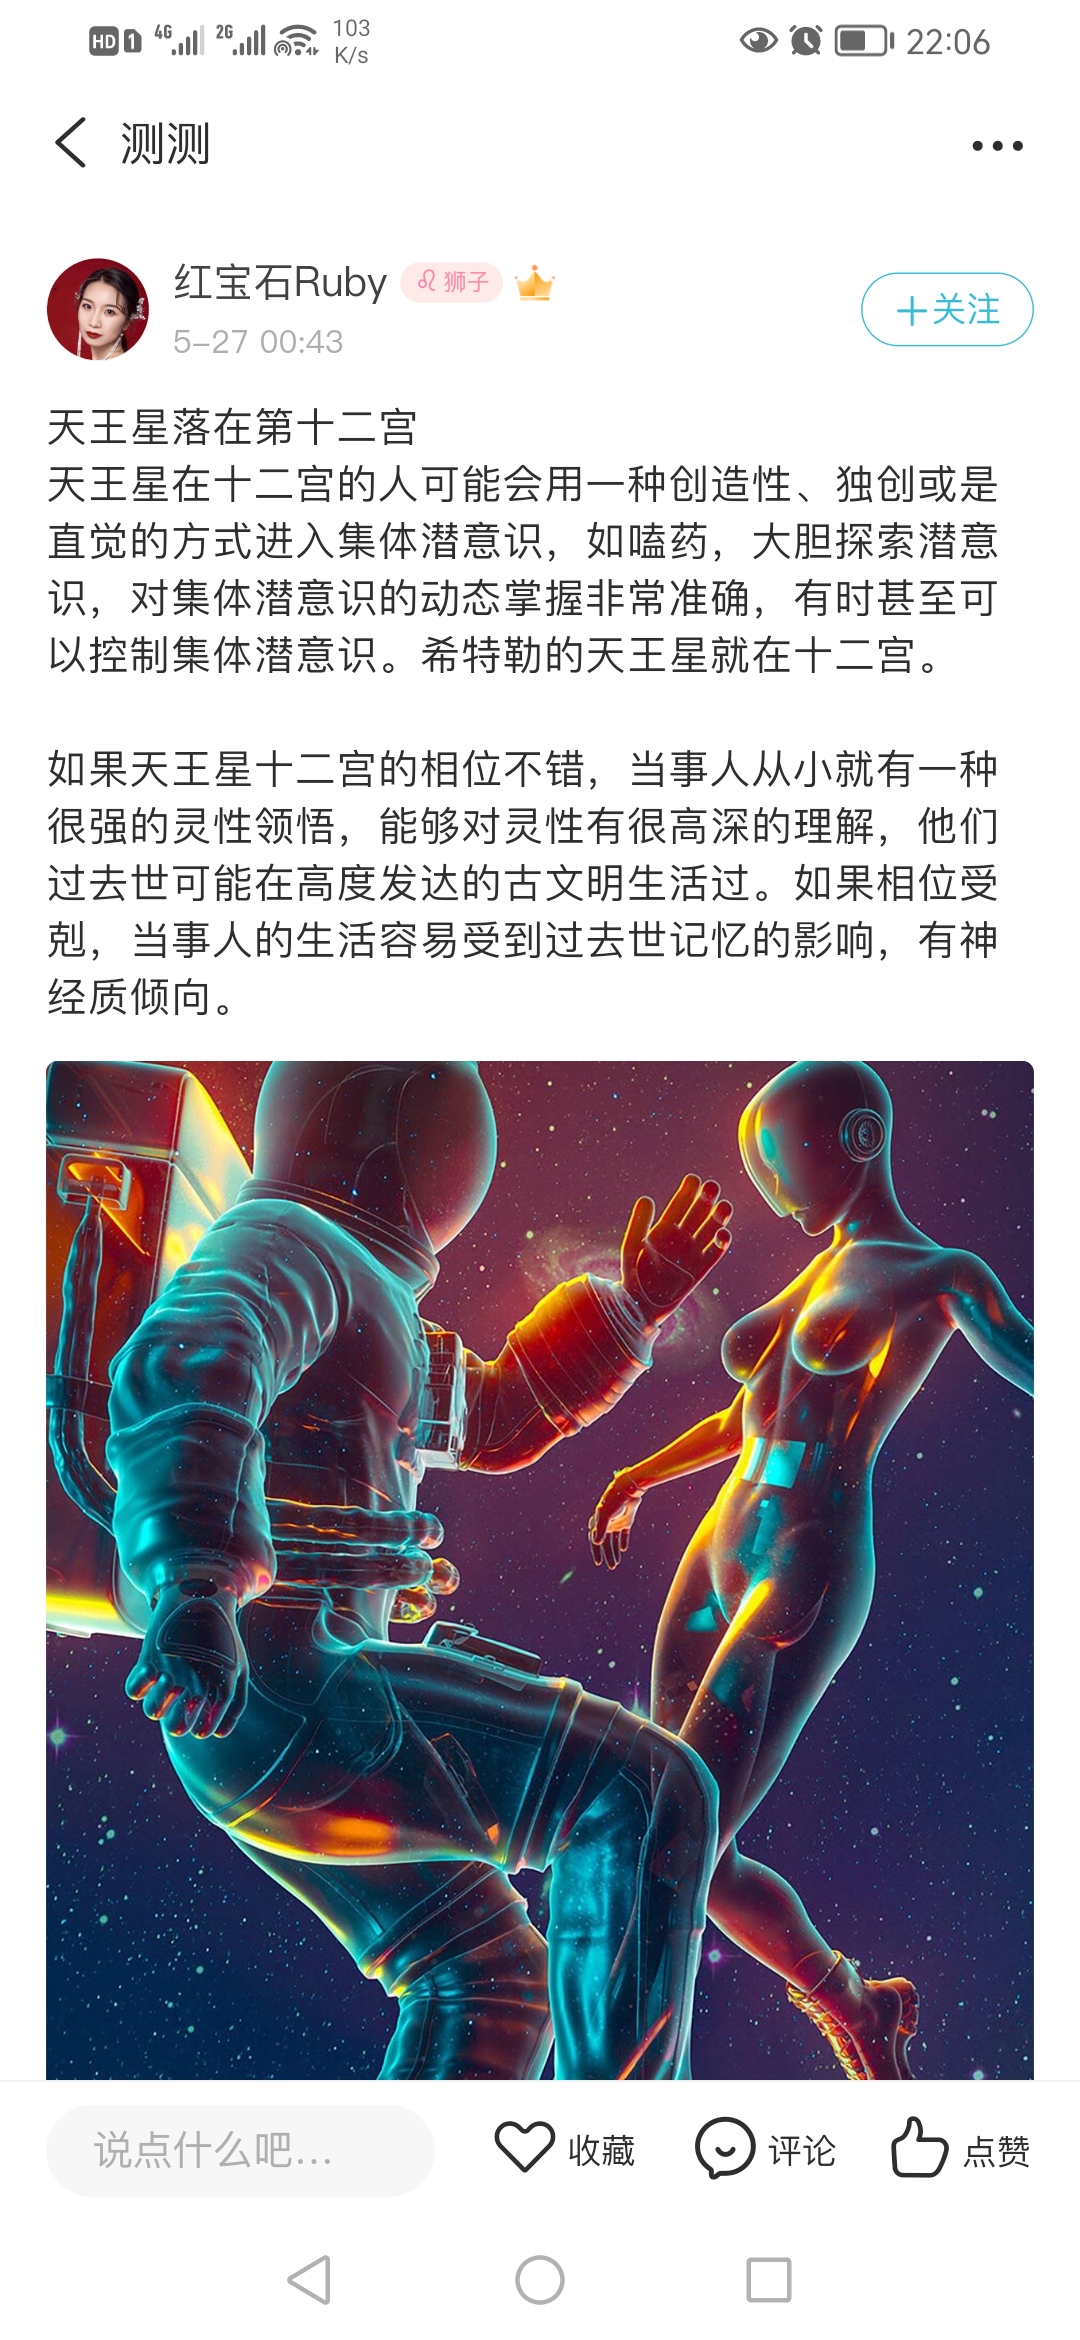 HD 1 4G 2G 103 K/s 22:06
测测
红宝石Ruby 狮子
5-27 00:43
+关注
天王星落在第十二宫
天王星在十二宫的人可能会用一种创造性、独创或是
直觉的方式进入集体潜意识，如嗑药，大胆探索潜意
识，对集体潜意识的动态掌握非常准确，有时甚至可
以控制集体潜意识。希特勒的天王星就在十二宫。
如果天王星十二宫的相位不错，当事人从小就有一种
很强的灵性领悟，能够对灵性有很高深的理解，他们
过去世可能在高度发达的古文明生活过。如果相位受
剋，当事人的生活容易受到过去世记忆的影响，有神
经质倾向。
说点什么吧... 收藏 评论 点赞